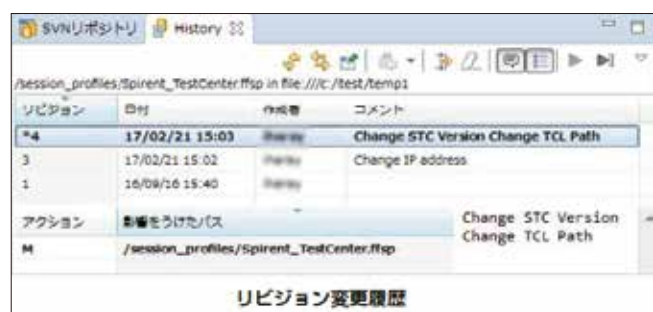 SVNリポジトリ History
/session_profiles/Spirent_TestCenter.ffsp in file:///c:/test/temp1
リビジョン 日付 作成者 コメント
*4 17/02/21 15:03 Change STC Version Change TCL Path
3 17/02/21 15:02 Change IP address
1 16/09/16 15:40
アクション 影響をうけたパス
M /session_profiles/Spirent_TestCenter.ffsp
Change STC Version
Change TCL Path
リビジョン変更履歴